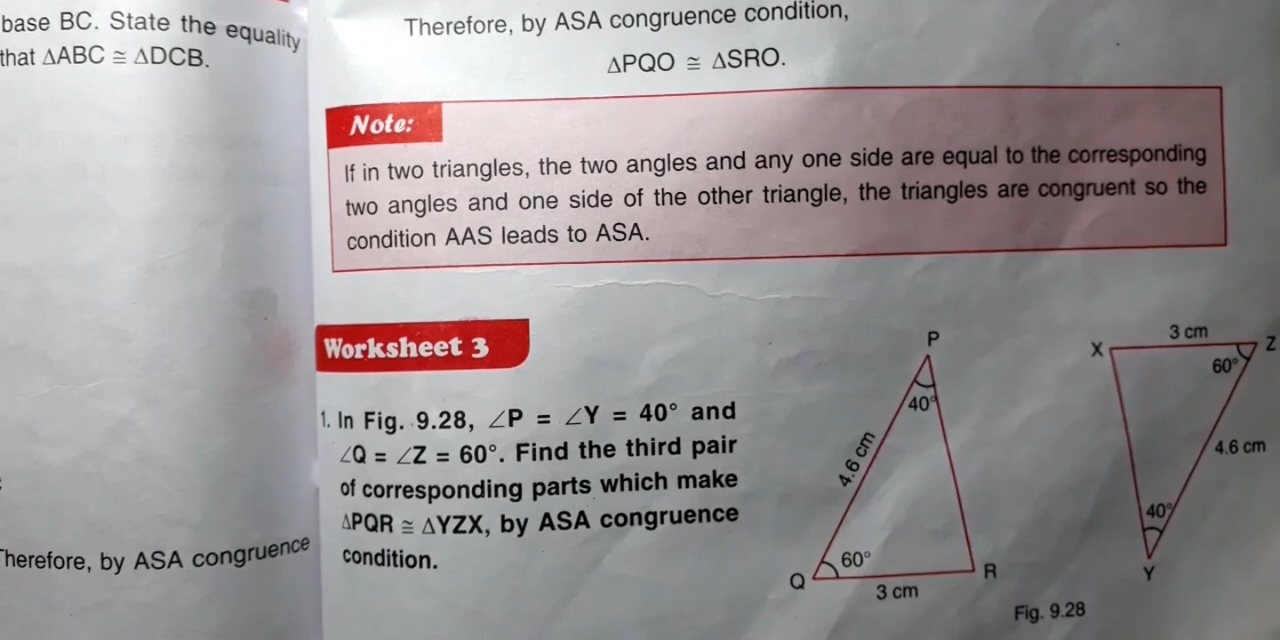 base BC. State the equality
that ΔABC ≅ ΔDCB.
Therefore, by ASA congruence
Therefore, by ASA congruence condition,
ΔPQO ≅ ΔSRO.
Note:
If in two triangles, the two angles and any one side are equal to the corresponding
two angles and one side of the other triangle, the triangles are congruent so the
condition AAS leads to ASA.
Worksheet 3
1. In Fig. 9.28, ∠P = ∠Y = 40° and
∠Q = ∠Z = 60°. Find the third pair
of corresponding parts which make
ΔPQR ≅ ΔYZX, by ASA congruence
condition.
P
40°
4.6 cm
60°
Q
R
3 cm
3 cm
X
Z
60°
4.6 cm
40°
Y
Fig. 9.28